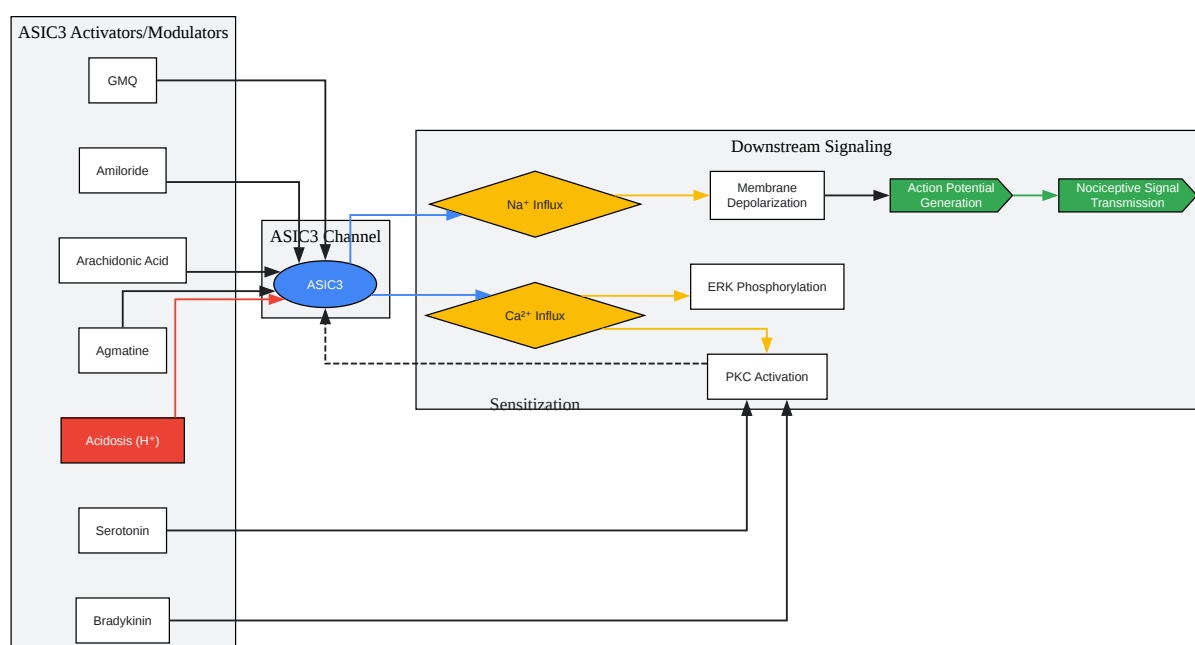 ASIC3 Activators/Modulators
GMQ
Amiloride
Arachidonic Acid
Agmatine
Acidosis (H⁺)
Serotonin
Bradykinin
ASIC3 Channel
ASIC3
Downstream Signaling
Na⁺ Influx
Membrane
Depolarization
Action Potential
Generation
Nociceptive Signal
Transmission
Ca²⁺ Influx
ERK Phosphorylation
PKC Activation
Sensitization